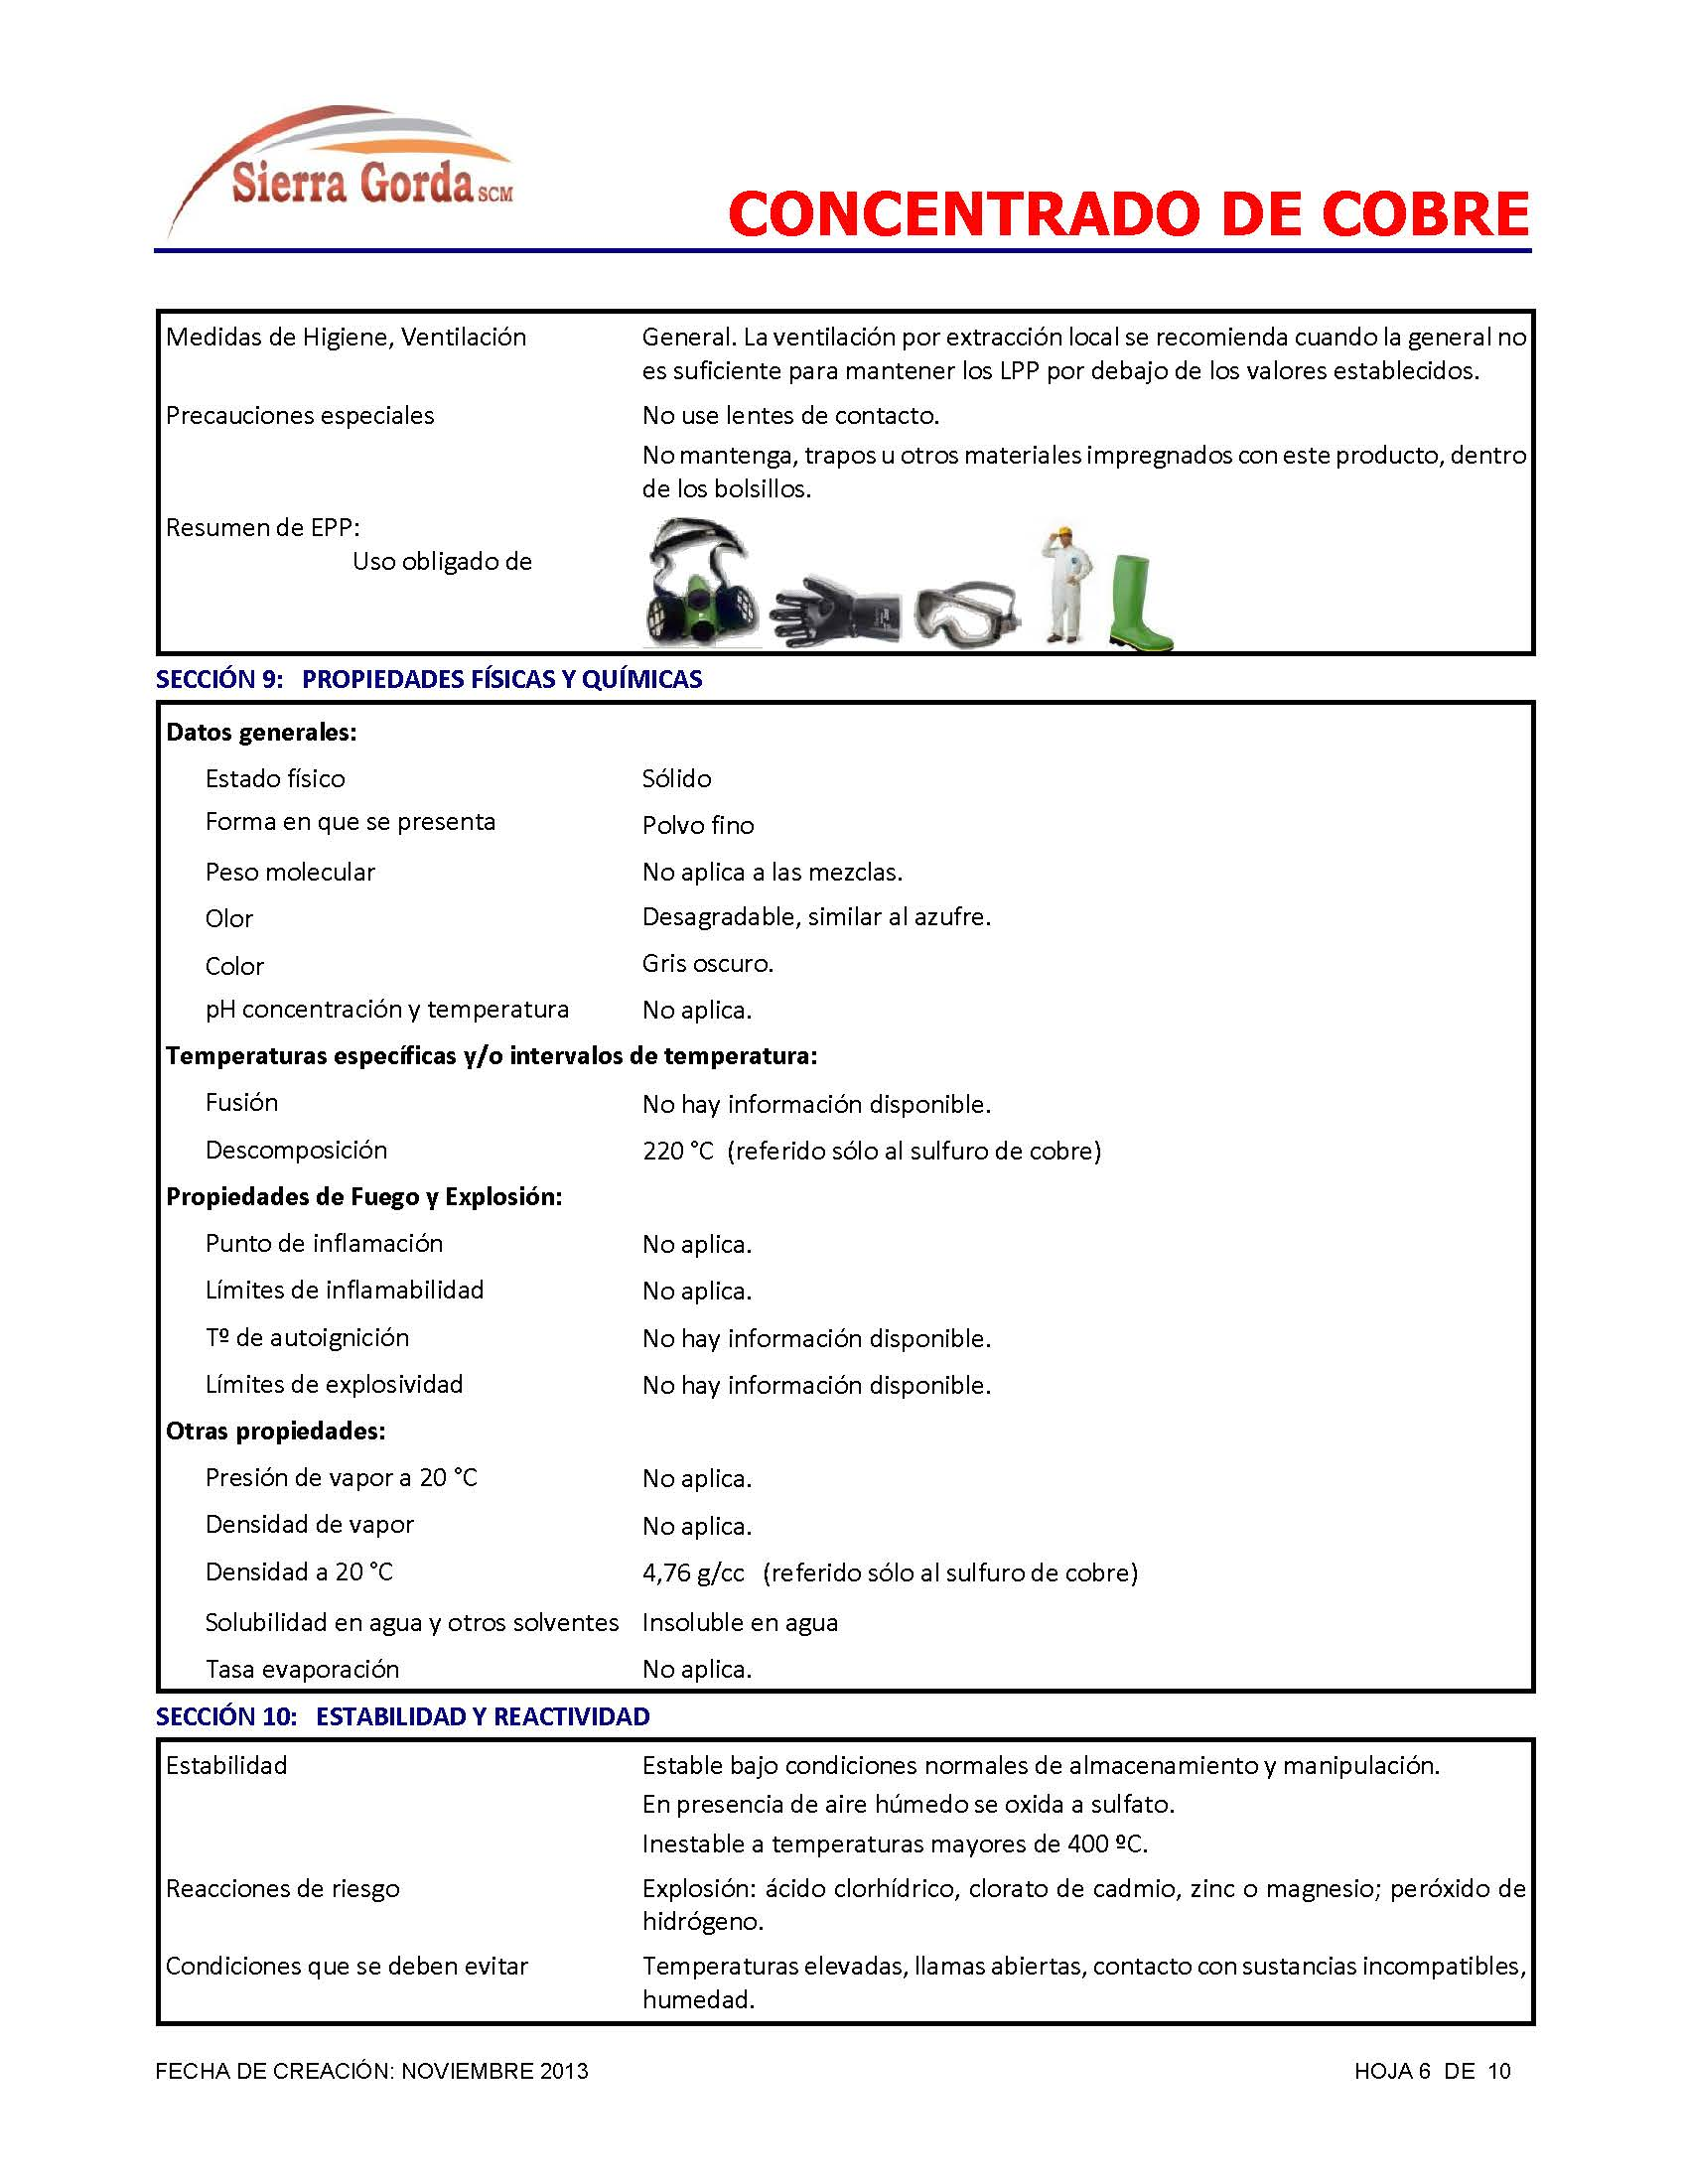 Sierra Gorda SCM
CONCENTRADO DE COBRE
Medidas de Higiene, Ventilación
General. La ventilación por extracción local se recomienda cuando la general no
es suficiente para mantener los LPP por debajo de los valores establecidos.
Precauciones especiales
No use lentes de contacto.
No mantenga, trapos u otros materiales impregnados con este producto, dentro
de los bolsillos.
Resumen de EPP:
Uso obligado de
SECCIÓN 9: PROPIEDADES FÍSICAS Y QUÍMICAS
Datos generales:
Estado físico Sólido
Forma en que se presenta Polvo fino
Peso molecular No aplica a las mezclas.
Olor Desagradable, similar al azufre.
Color Gris oscuro.
pH concentración y temperatura No aplica.
Temperaturas específicas y/o intervalos de temperatura:
Fusión No hay información disponible.
Descomposición 220 °C (referido sólo al sulfuro de cobre)
Propiedades de Fuego y Explosión:
Punto de inflamación No aplica.
Límites de inflamabilidad No aplica.
Tº de autoignición No hay información disponible.
Límites de explosividad No hay información disponible.
Otras propiedades:
Presión de vapor a 20 °C No aplica.
Densidad de vapor No aplica.
Densidad a 20 °C 4,76 g/cc (referido sólo al sulfuro de cobre)
Solubilidad en agua y otros solventes Insoluble en agua
Tasa evaporación No aplica.
SECCIÓN 10: ESTABILIDAD Y REACTIVIDAD
Estabilidad Estable bajo condiciones normales de almacenamiento y manipulación.
En presencia de aire húmedo se oxida a sulfato.
Inestable a temperaturas mayores de 400 ºC.
Reacciones de riesgo Explosión: ácido clorhídrico, clorato de cadmio, zinc o magnesio; peróxido de
hidrógeno.
Condiciones que se deben evitar Temperaturas elevadas, llamas abiertas, contacto con sustancias incompatibles,
humedad.
FECHA DE CREACIÓN: NOVIEMBRE 2013 HOJA 6 DE 10